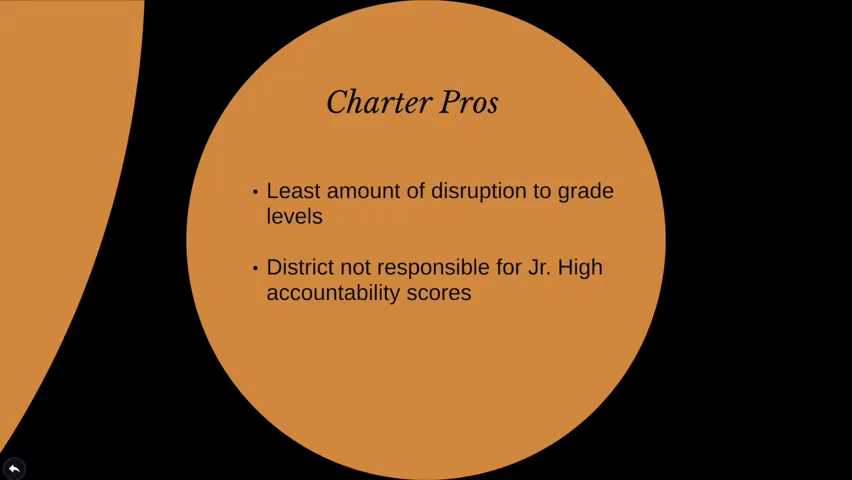 Charter Pros
• Least amount of disruption to grade
levels
• District not responsible for Jr. High
accountability scores